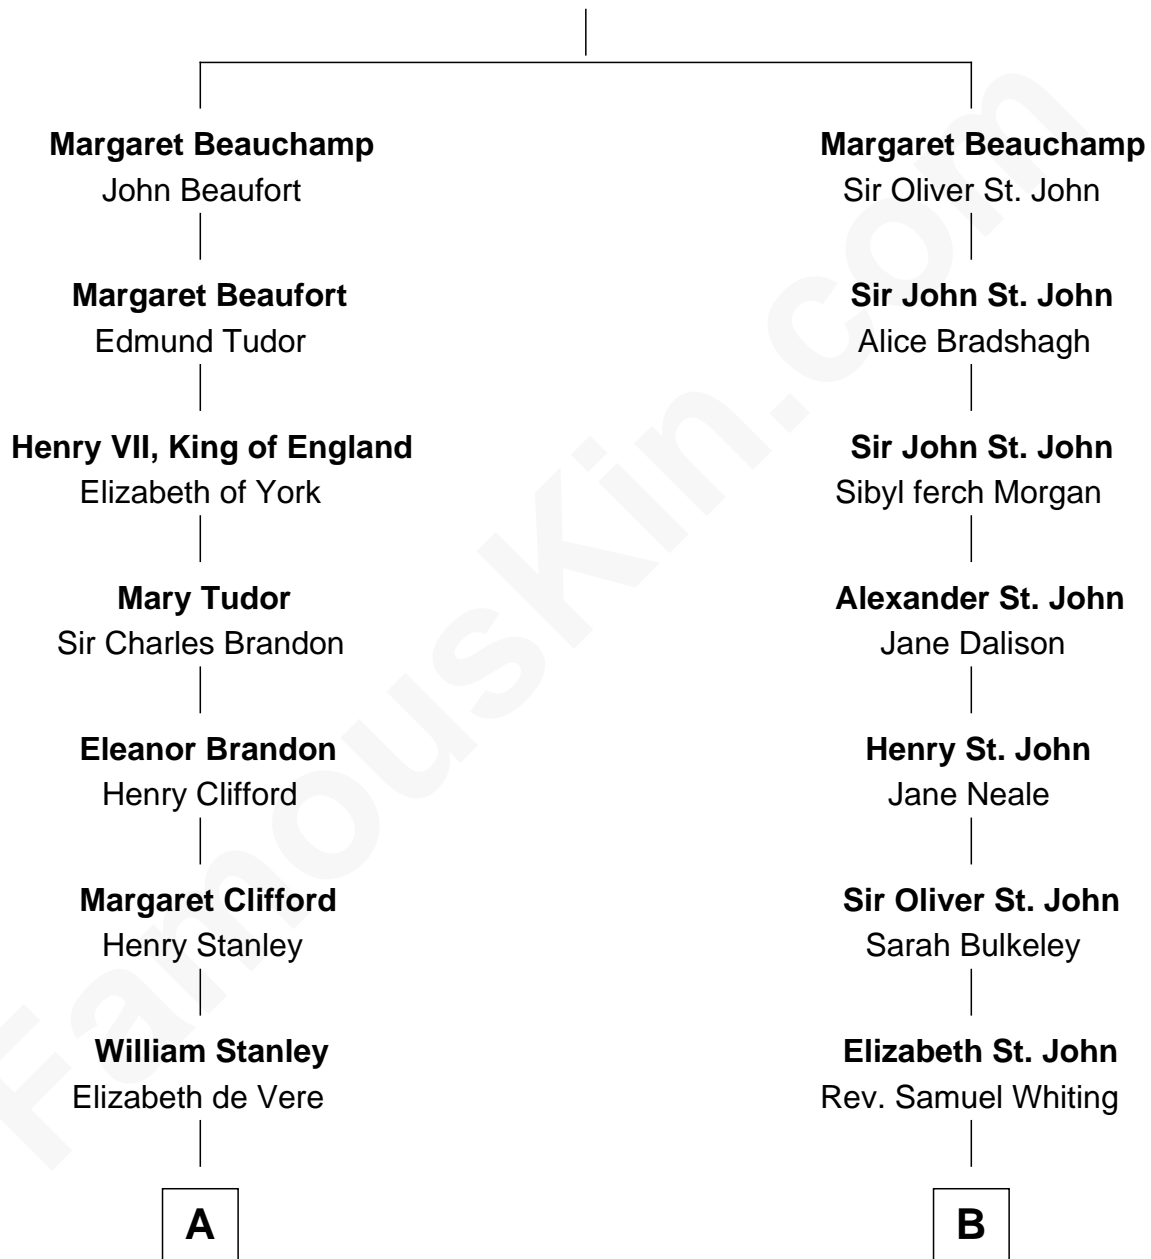 Margaret Beauchamp
John Beaufort
Margaret Beaufort
Edmund Tudor
Henry VII, King of England
Elizabeth of York
Mary Tudor
Sir Charles Brandon
Eleanor Brandon
Henry Clifford
Margaret Clifford
Henry Stanley
William Stanley
Elizabeth de Vere
A
Margaret Beauchamp
Sir Oliver St. John
Sir John St. John
Alice Bradshagh
Sir John St. John
Sibyl ferch Morgan
Alexander St. John
Jane Dalison
Henry St. John
Jane Neale
Sir Oliver St. John
Sarah Bulkeley
Elizabeth St. John
Rev. Samuel Whiting
B
FamousKin.com